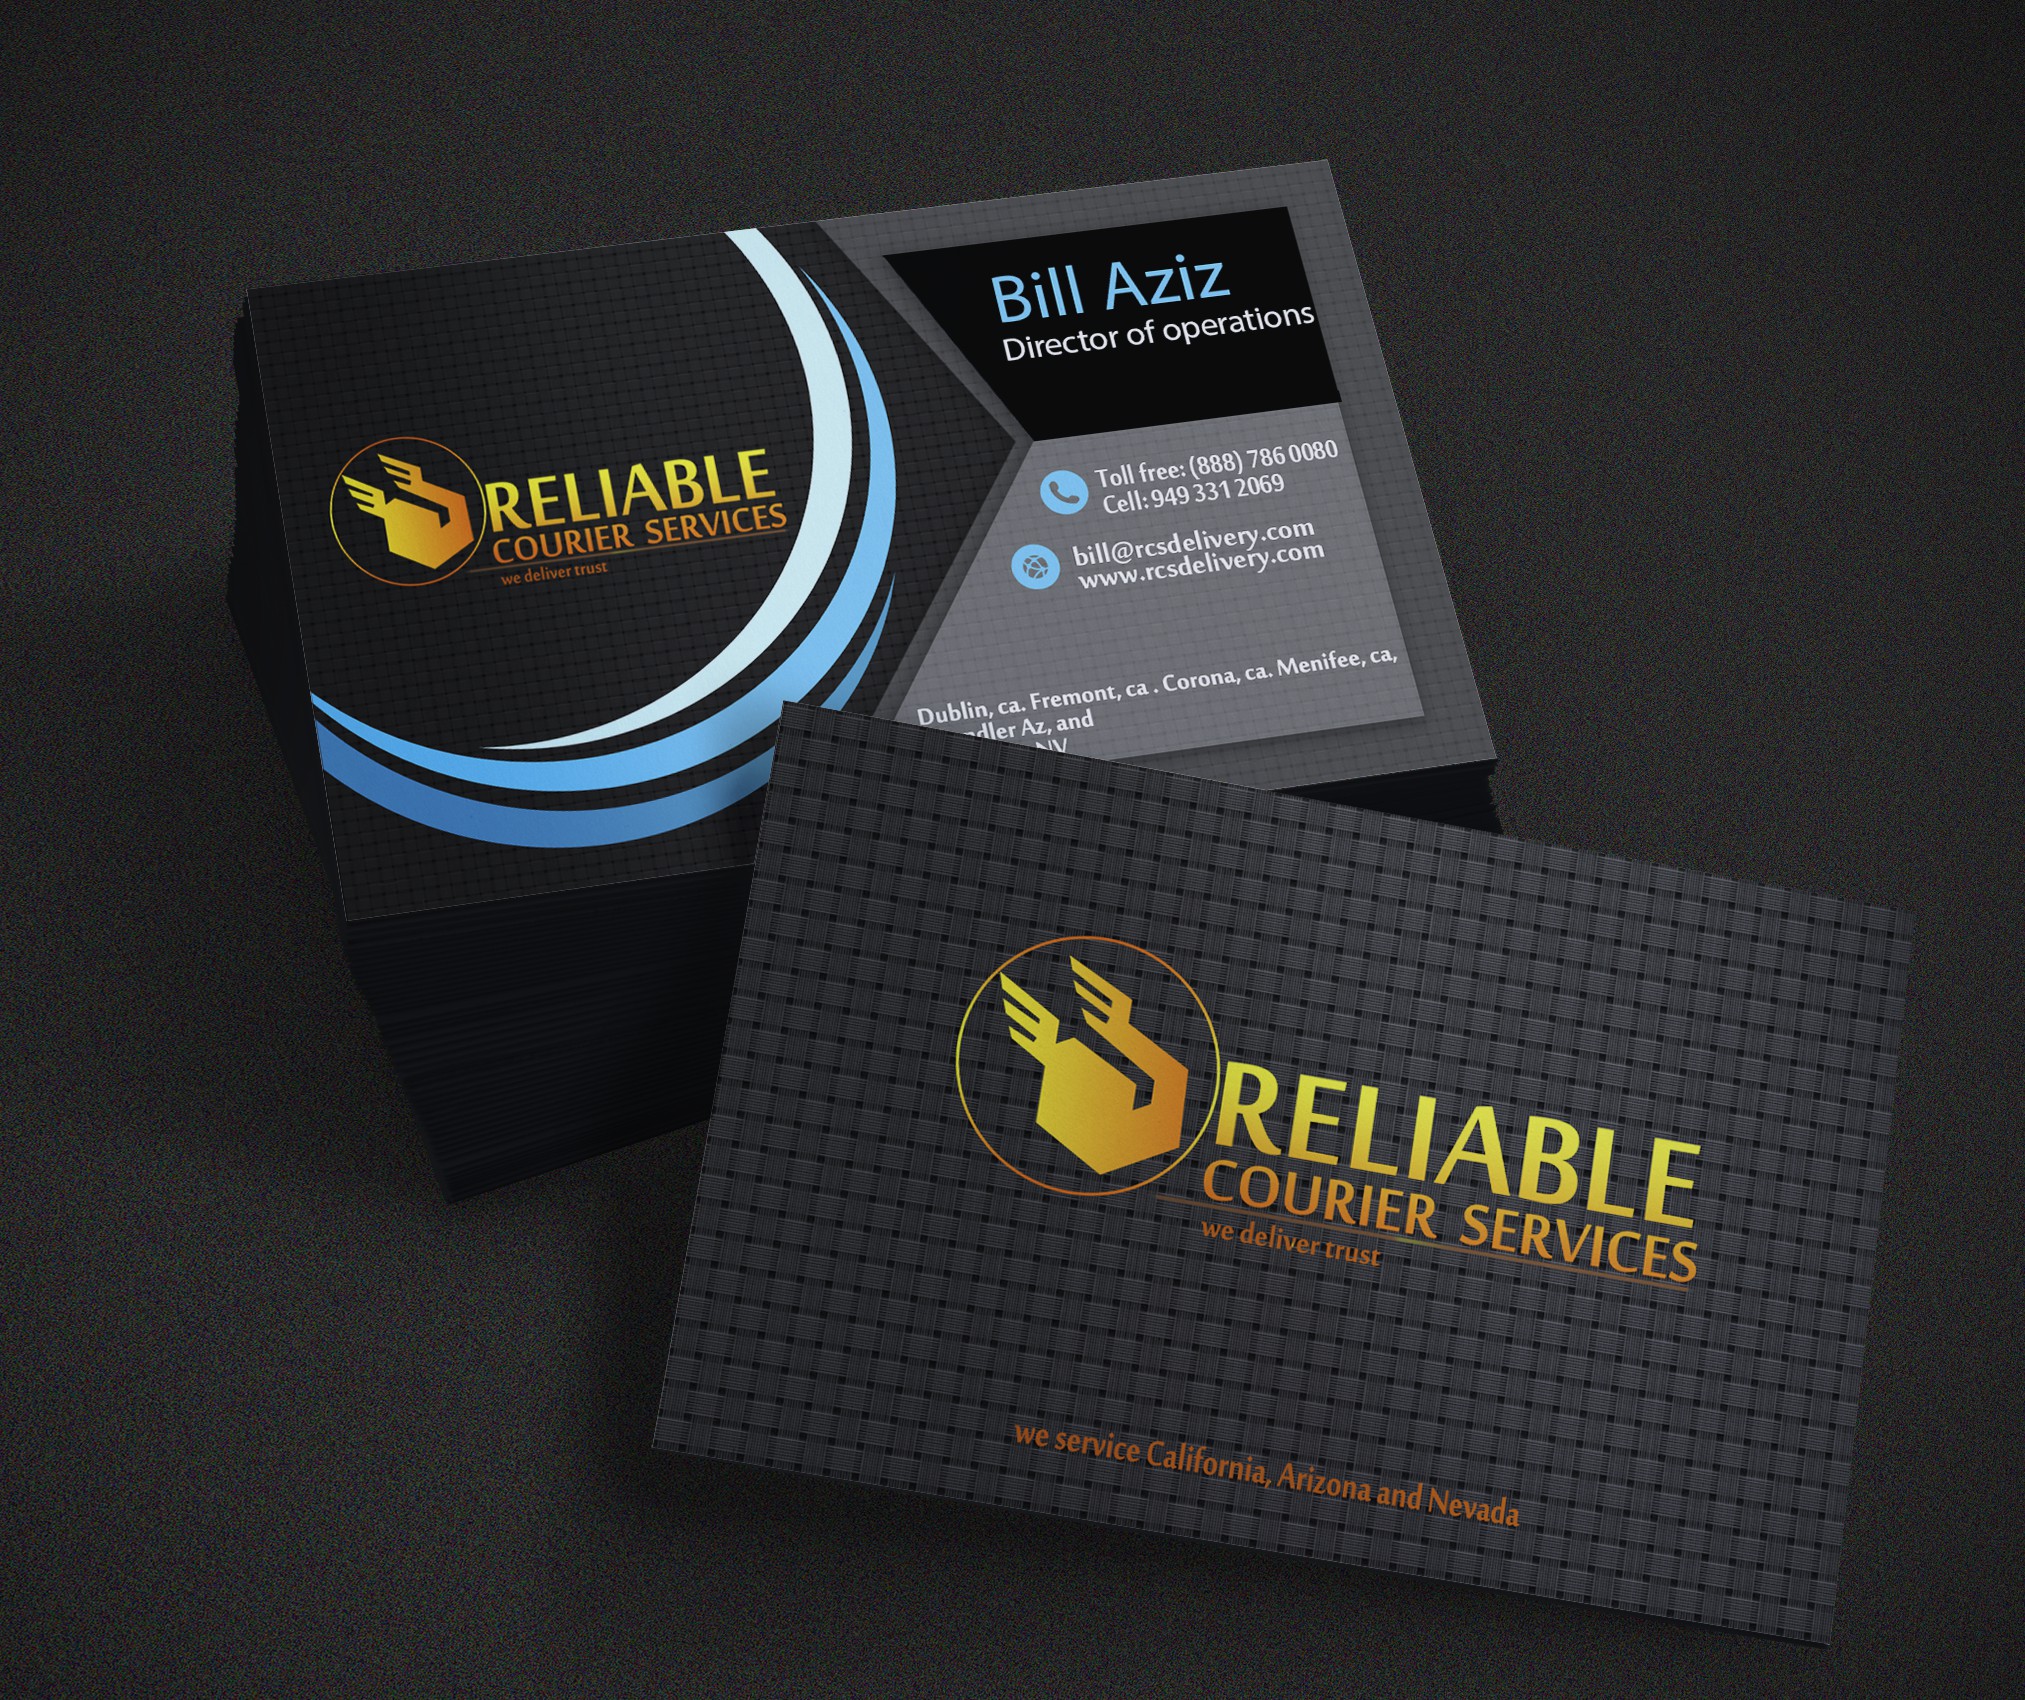 Bill Aziz
Director of operations
RELIABLE
COURIER SERVICES
we deliver trust
Toll free: (888) 786 0080
Cell: 949 331 2069
bill@rcsdelivery.com
www.rcsdelivery.com
Dublin, ca. Fremont, ca . Corona, ca. Menifee, ca,
Az, and
NV
RELIABLE
COURIER SERVICES
we deliver trust
we service California, Arizona and Nevada